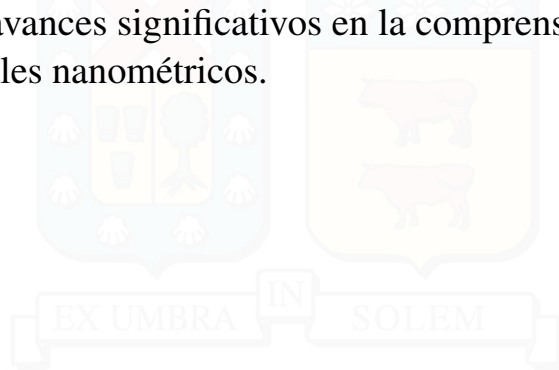 avances significativos en la comprens
les nanométricos.
EX UMBRA IN SOLEM